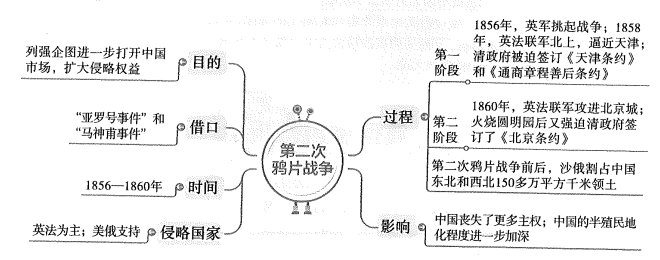 列强企图进一步打开中国
市场，扩大侵略权益
目的
“亚罗号事件”和
“马神甫事件”
借口
1856—1860年
时间
英法为主；美俄支持
侵略国家
第二次
鸦片战争
过程
第一
阶段
1856年，英军挑起战争；1858
年，英法联军北上，逼近天津；
清政府被迫签订《天津条约》
和《通商章程善后条约》
第二
阶段
1860年，英法联军攻进北京城；
火烧圆明园后又强迫清政府签
订了《北京条约》
第二次鸦片战争前后，沙俄割占中国
东北和西北150多万平方千米领土
影响
中国丧失了更多主权；中国的半殖民地
化程度进一步加深